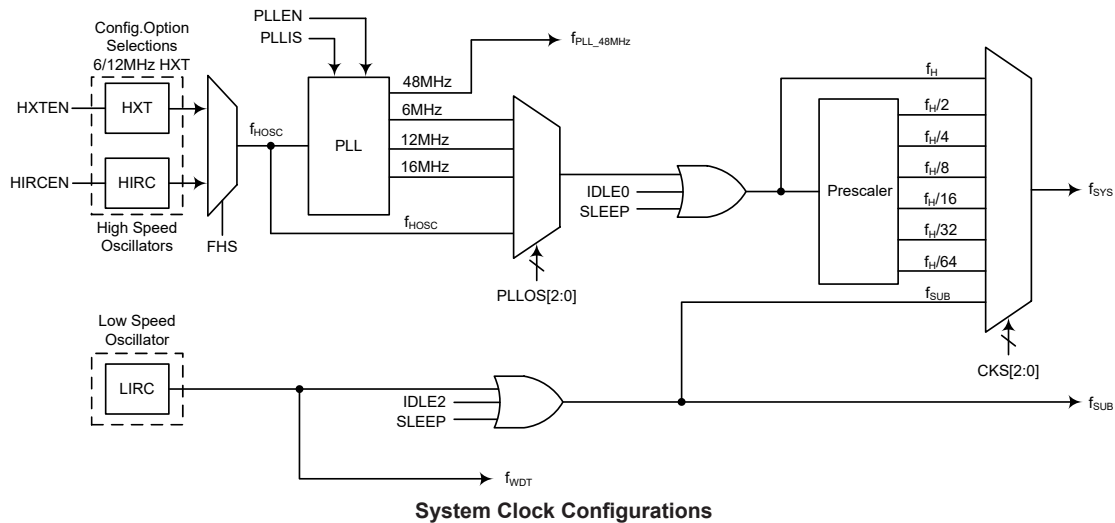 Config.Option
Selections
6/12MHz HXT
HXTEN
HXT
HIRCEN
HIRC
High Speed
Oscillators
FHS
fHOSC
PLLEN
PLLIS
PLL
48MHz
6MHz
12MHz
16MHz
fHOSC
fPLL_48MHz
PLLOS[2:0]
IDLE0
SLEEP
fH
Prescaler
fH/2
fH/4
fH/8
fH/16
fH/32
fH/64
fSUB
CKS[2:0]
fSYS
Low Speed
Oscillator
LIRC
IDLE2
SLEEP
fSUB
fWDT
System Clock Configurations